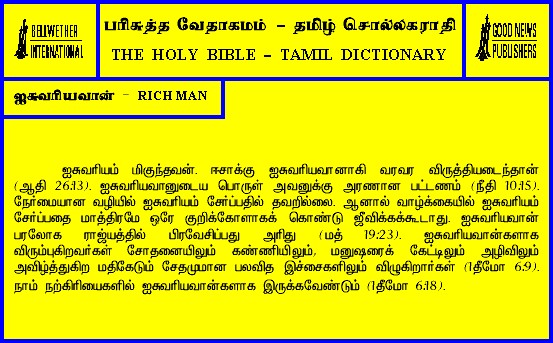 BELLWETHER
INTERNATIONAL
பரிசுத்த வேதாகமம் – தமிழ் சொல்லகராதி
THE HOLY BIBLE – TAMIL DICTIONARY
GOOD NEWS
PUBLISHERS
ஐசுவரியவான் – RICH MAN
ஐசுவரியம் மிகுந்தவன். ஈசாக்கு ஐசுவரியவானாகி வரவர விருத்தியடைந்தான்
(ஆதி 26:13). ஐசுவரியவானுடைய பொருள் அவனுக்கு அரணான பட்டணம் (நீதி 10:15).
நேர்மையான வழியில் ஐசுவரியம் சேர்ப்பதில் தவறில்லை. ஆனால் வாழ்க்கையில் ஐசுவரியம்
சேர்ப்பதை மாத்திரமே ஒரே குறிக்கோளாகக் கொண்டு ஜீவிக்கக்கூடாது. ஐசுவரியவான்
பரலோக ராஜ்யத்தில் பிரவேசிப்பது அரிது (மத் 19:23). ஐசுவரியவான்களாக
விரும்புகிறவர்கள் சோதனையிலும் கண்ணியிலும், மனுஷரைக் கேட்டிலும் அழிவிலும்
அமிழ்த்துகிற மதிகேடும் சேதமுமான பலவித இச்சைகளிலும் விழுகிறார்கள் (1தீமோ 6:9).
நாம் நற்கிரியைகளில் ஐசுவரியவான்களாக இருக்கவேண்டும் (1தீமோ 6:18).